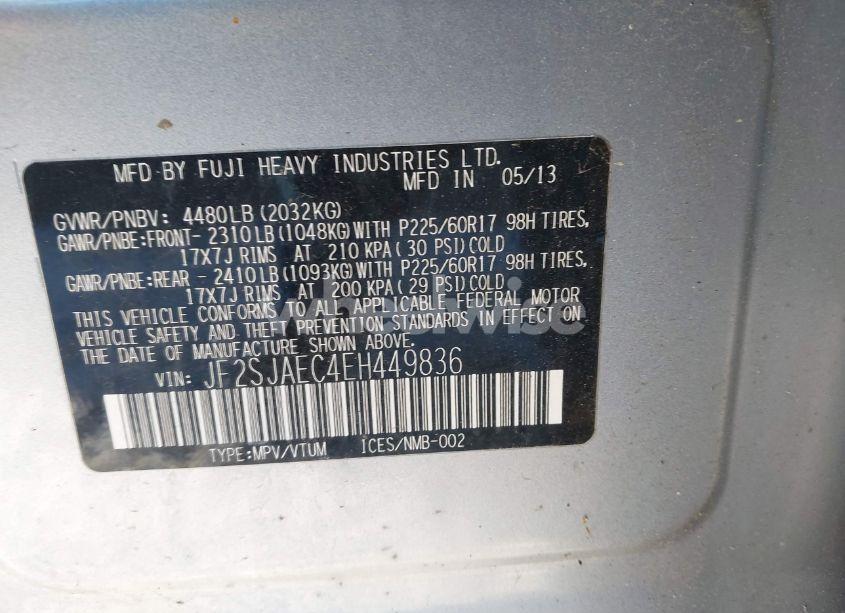 MFD BY FUJI HEAVY INDUSTRIES LTD.
MFD IN 05/13
GVWR/PNBV: 4480LB (2032KG)
GAWR/PNBE:FRONT- 2310LB (1048KG) WITH P225/60R17 98H TIRES,
17X7J RIMS AT 210 KPA( 30 PSI) COLD
GAWR/PNBE:REAR - 2410LB (1093KG) WITH P225/60R17 98H TIRES,
17X7J RIMS AT 200 KPA( 29 PSI) COLD
THIS VEHICLE CONFORMS TO ALL APPLICABLE FEDERAL MOTOR
VEHICLE SAFETY AND THEFT PREVENTION STANDARDS IN EFFECT ON
THE DATE OF MANUFACTURE SHOWN ABOVE.
VIN: JF2SJAEC4EH449836
TYPE:MPV/VTUM ICES/NMB-002